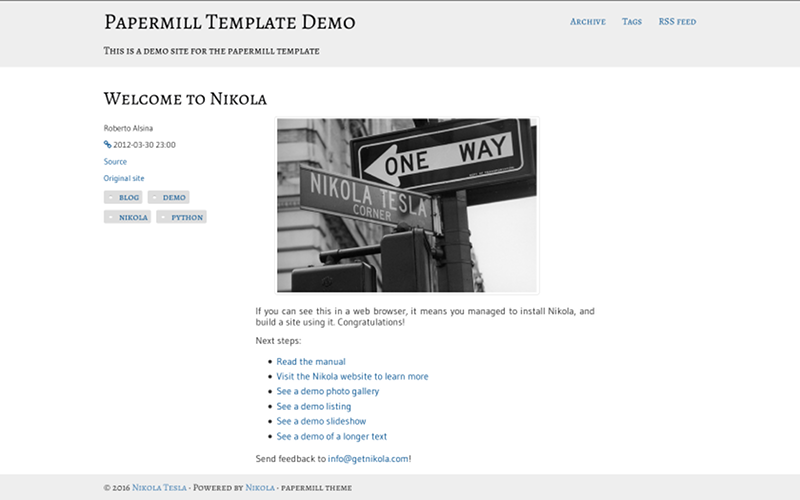 Papermill Template Demo
Archive Tags RSS feed
This is a demo site for the papermill template
Welcome to Nikola
Roberto Alsina
2012-03-30 23:00
Source
Original site
blog demo
nikola python
ONE WAY
NIKOLA TESLA
CORNER
If you can see this in a web browser, it means you managed to install Nikola, and
build a site using it. Congratulations!
Next steps:
Read the manual
Visit the Nikola website to learn more
See a demo photo gallery
See a demo listing
See a demo slideshow
See a demo of a longer text
Send feedback to info@getnikola.com!
© 2016 Nikola Tesla - Powered by Nikola - papermill theme